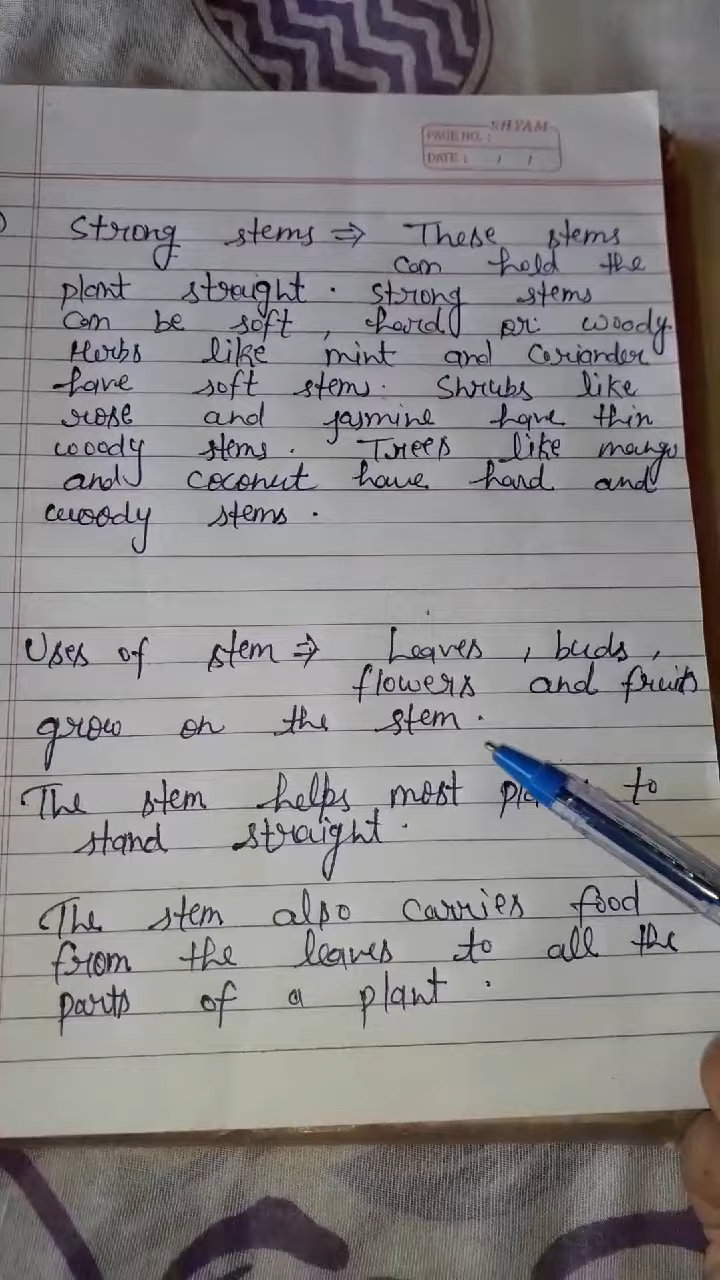 SHYAM
PAGE NO. :
DATE : / /
Strong stems ⇒ These stems
can hold the
plant straight. Strong stems
can be soft, hard or woody.
Herbs like mint and Coriander
have soft stem. Shrubs like
rose and jasmine have thin
wooody stems. Trees like mango
and coconut have hard and
woody stems.
Uses of stem ⇒ Leaves, buds,
flowers and fruits
grow on the stem.
The stem helps most to
stand straight.
The stem also carries food
from the leaves to all the
parts of a plant.